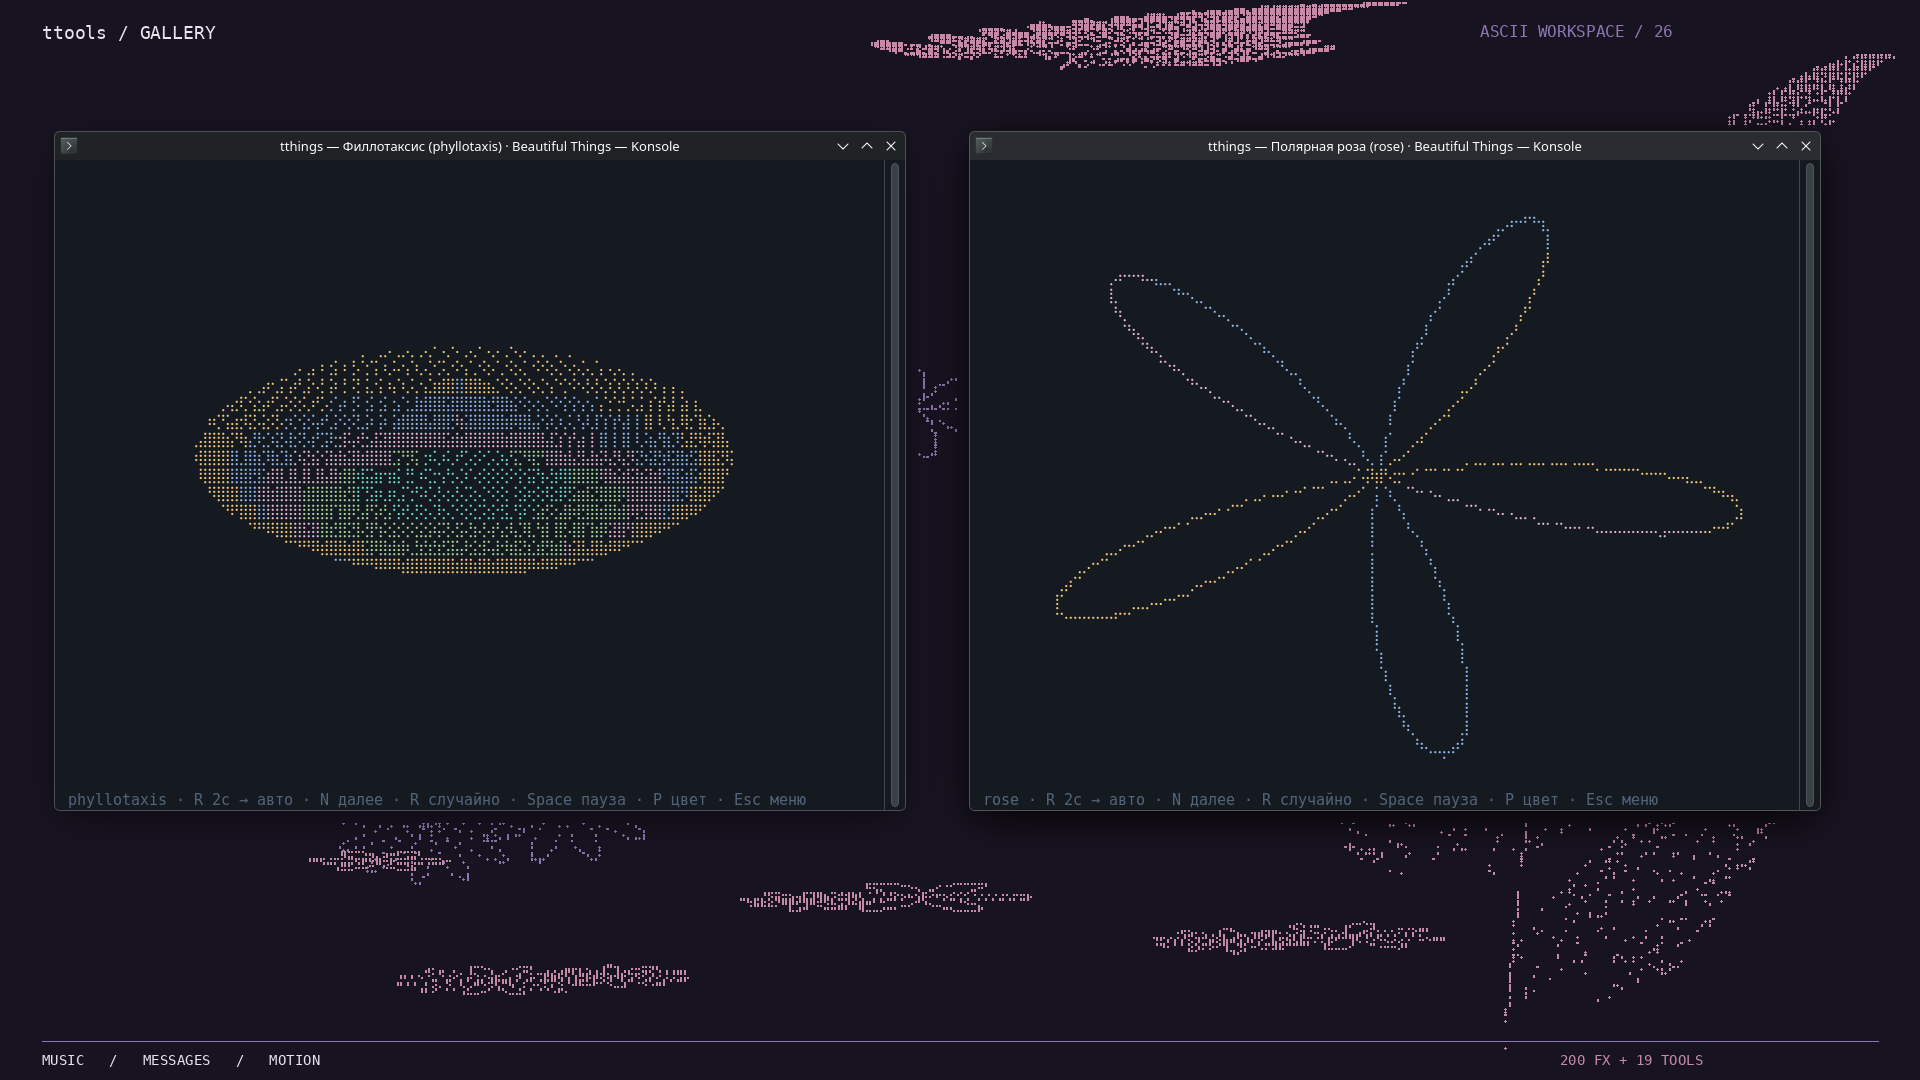 ttools / GALLERY
ASCII WORKSPACE / 26
tthings — Филлотаксис (phyllotaxis) · Beautiful Things — Konsole
tthings — Полярная роза (rose) · Beautiful Things — Konsole
phyllotaxis · R 2с → авто · N далее · R случайно · Space пауза · P цвет · Esc меню
rose · R 2с → авто · N далее · R случайно · Space пауза · P цвет · Esc меню
MUSIC / MESSAGES / MOTION
200 FX + 19 TOOLS